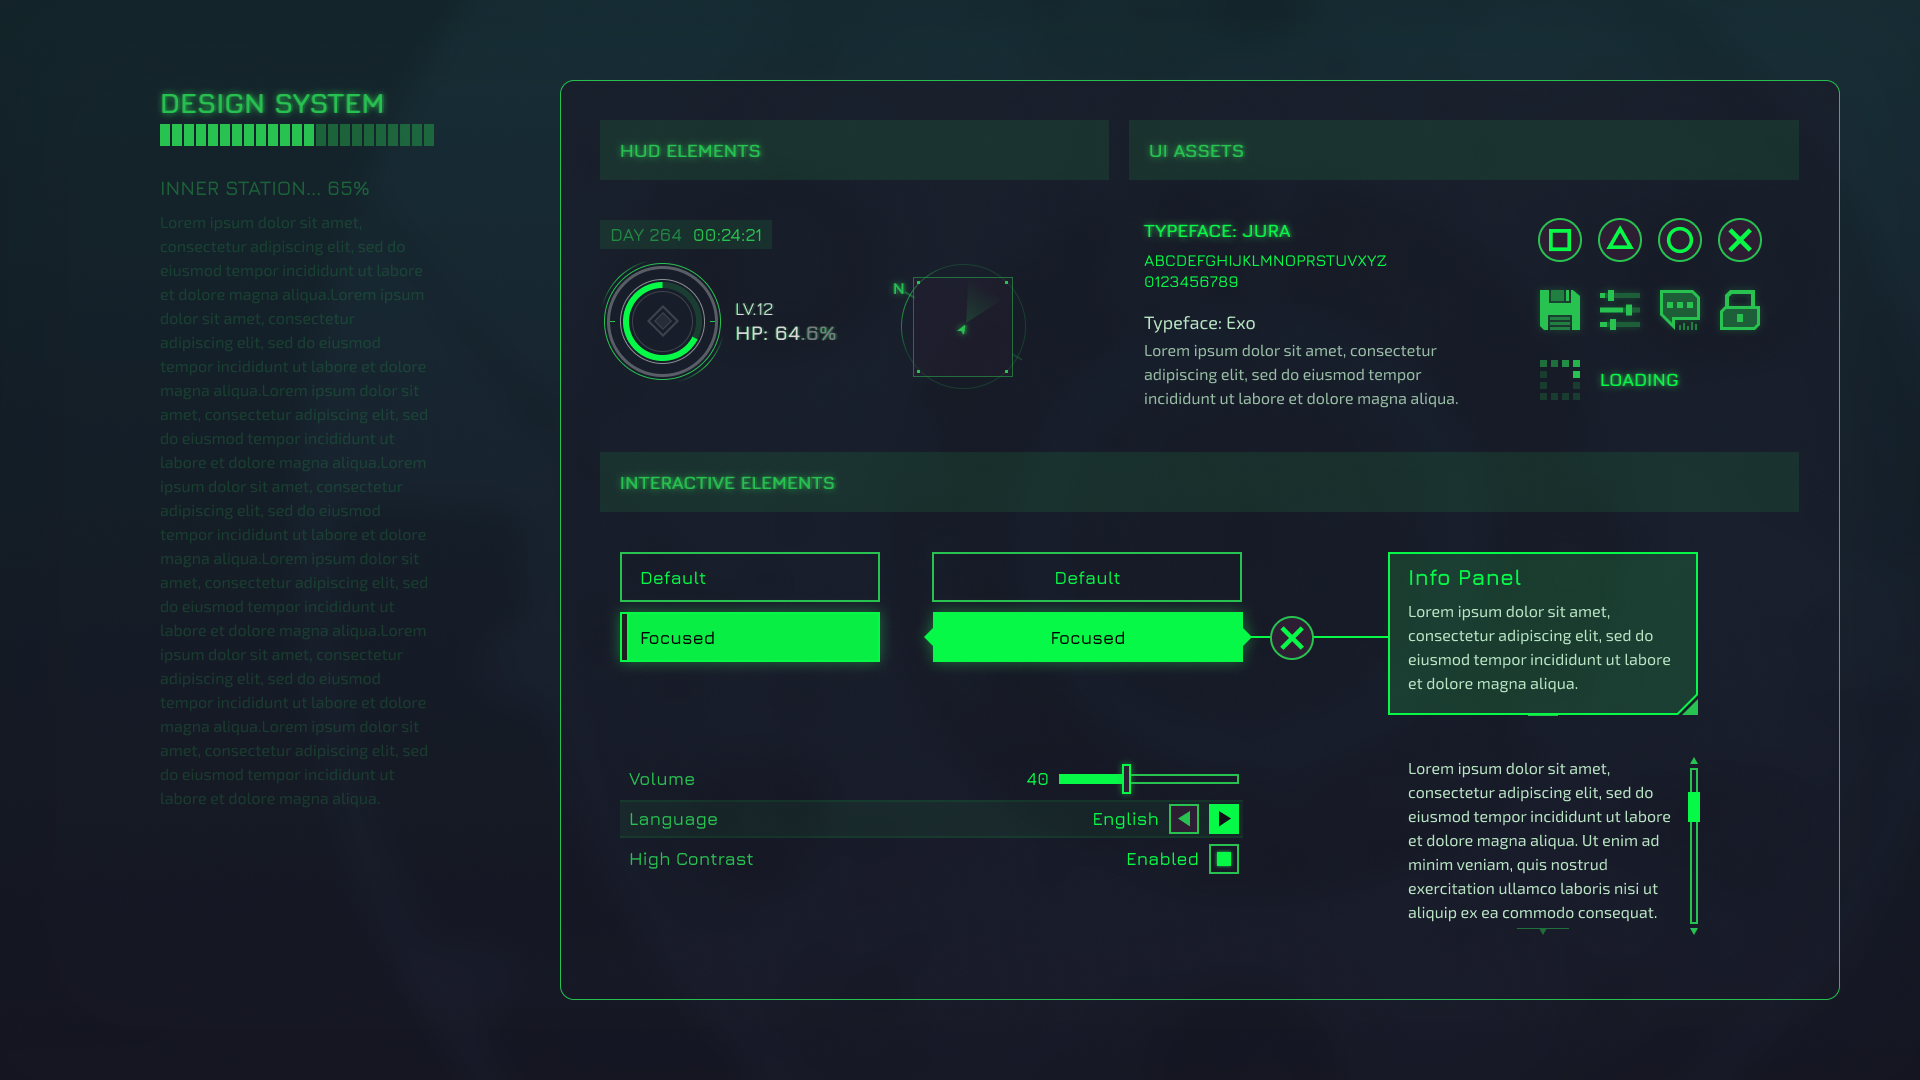 DESIGN SYSTEM
INNER STATION... 65%
Lorem ipsum dolor sit amet,
consectetur adipiscing elit, sed do
eiusmod tempor incididunt ut labore
et dolore magna aliqua.Lorem ipsum
dolor sit amet, consectetur
adipiscing elit, sed do eiusmod
tempor incididunt ut labore et dolore
magna aliqua.Lorem ipsum dolor sit
amet, consectetur adipiscing elit, sed
do eiusmod tempor incididunt ut
labore et dolore magna aliqua.Lorem
ipsum dolor sit amet, consectetur
adipiscing elit, sed do eiusmod
tempor incididunt ut labore et dolore
magna aliqua.Lorem ipsum dolor sit
amet, consectetur adipiscing elit, sed
do eiusmod tempor incididunt ut
labore et dolore magna aliqua.Lorem
ipsum dolor sit amet, consectetur
adipiscing elit, sed do eiusmod
tempor incididunt ut labore et dolore
magna aliqua.Lorem ipsum dolor sit
amet, consectetur adipiscing elit, sed
do eiusmod tempor incididunt ut
labore et dolore magna aliqua.
HUD ELEMENTS
DAY 264 00:24:21
LV.12
HP: 64.6%
N
UI ASSETS
TYPEFACE: JURA
ABCDEFGHIJKLMNOPRSTUVXYZ
0123456789
Typeface: Exo
Lorem ipsum dolor sit amet, consectetur
adipiscing elit, sed do eiusmod tempor
incididunt ut labore et dolore magna aliqua.
LOADING
INTERACTIVE ELEMENTS
Default
Focused
Default
Focused
Info Panel
Lorem ipsum dolor sit amet,
consectetur adipiscing elit, sed do
eiusmod tempor incididunt ut labore
et dolore magna aliqua.
Volume 40
Language English
High Contrast Enabled
Lorem ipsum dolor sit amet,
consectetur adipiscing elit, sed do
eiusmod tempor incididunt ut labore
et dolore magna aliqua. Ut enim ad
minim veniam, quis nostrud
exercitation ullamco laboris nisi ut
aliquip ex ea commodo consequat.